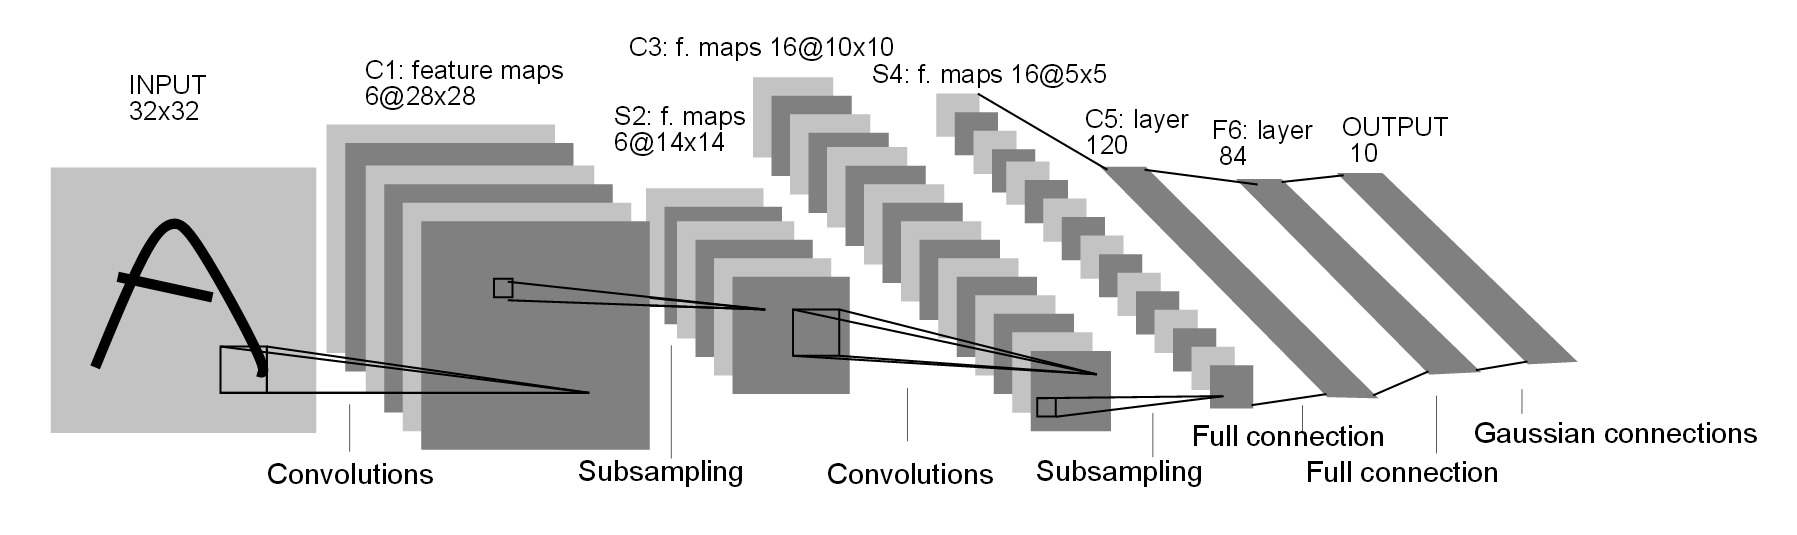 INPUT
32x32
C1: feature maps
6@28x28
S2: f. maps
6@14x14
C3: f. maps 16@10x10
S4: f. maps 16@5x5
C5: layer
120
F6: layer
84
OUTPUT
10
Convolutions
Subsampling
Convolutions
Subsampling
Full connection
Full connection
Gaussian connections